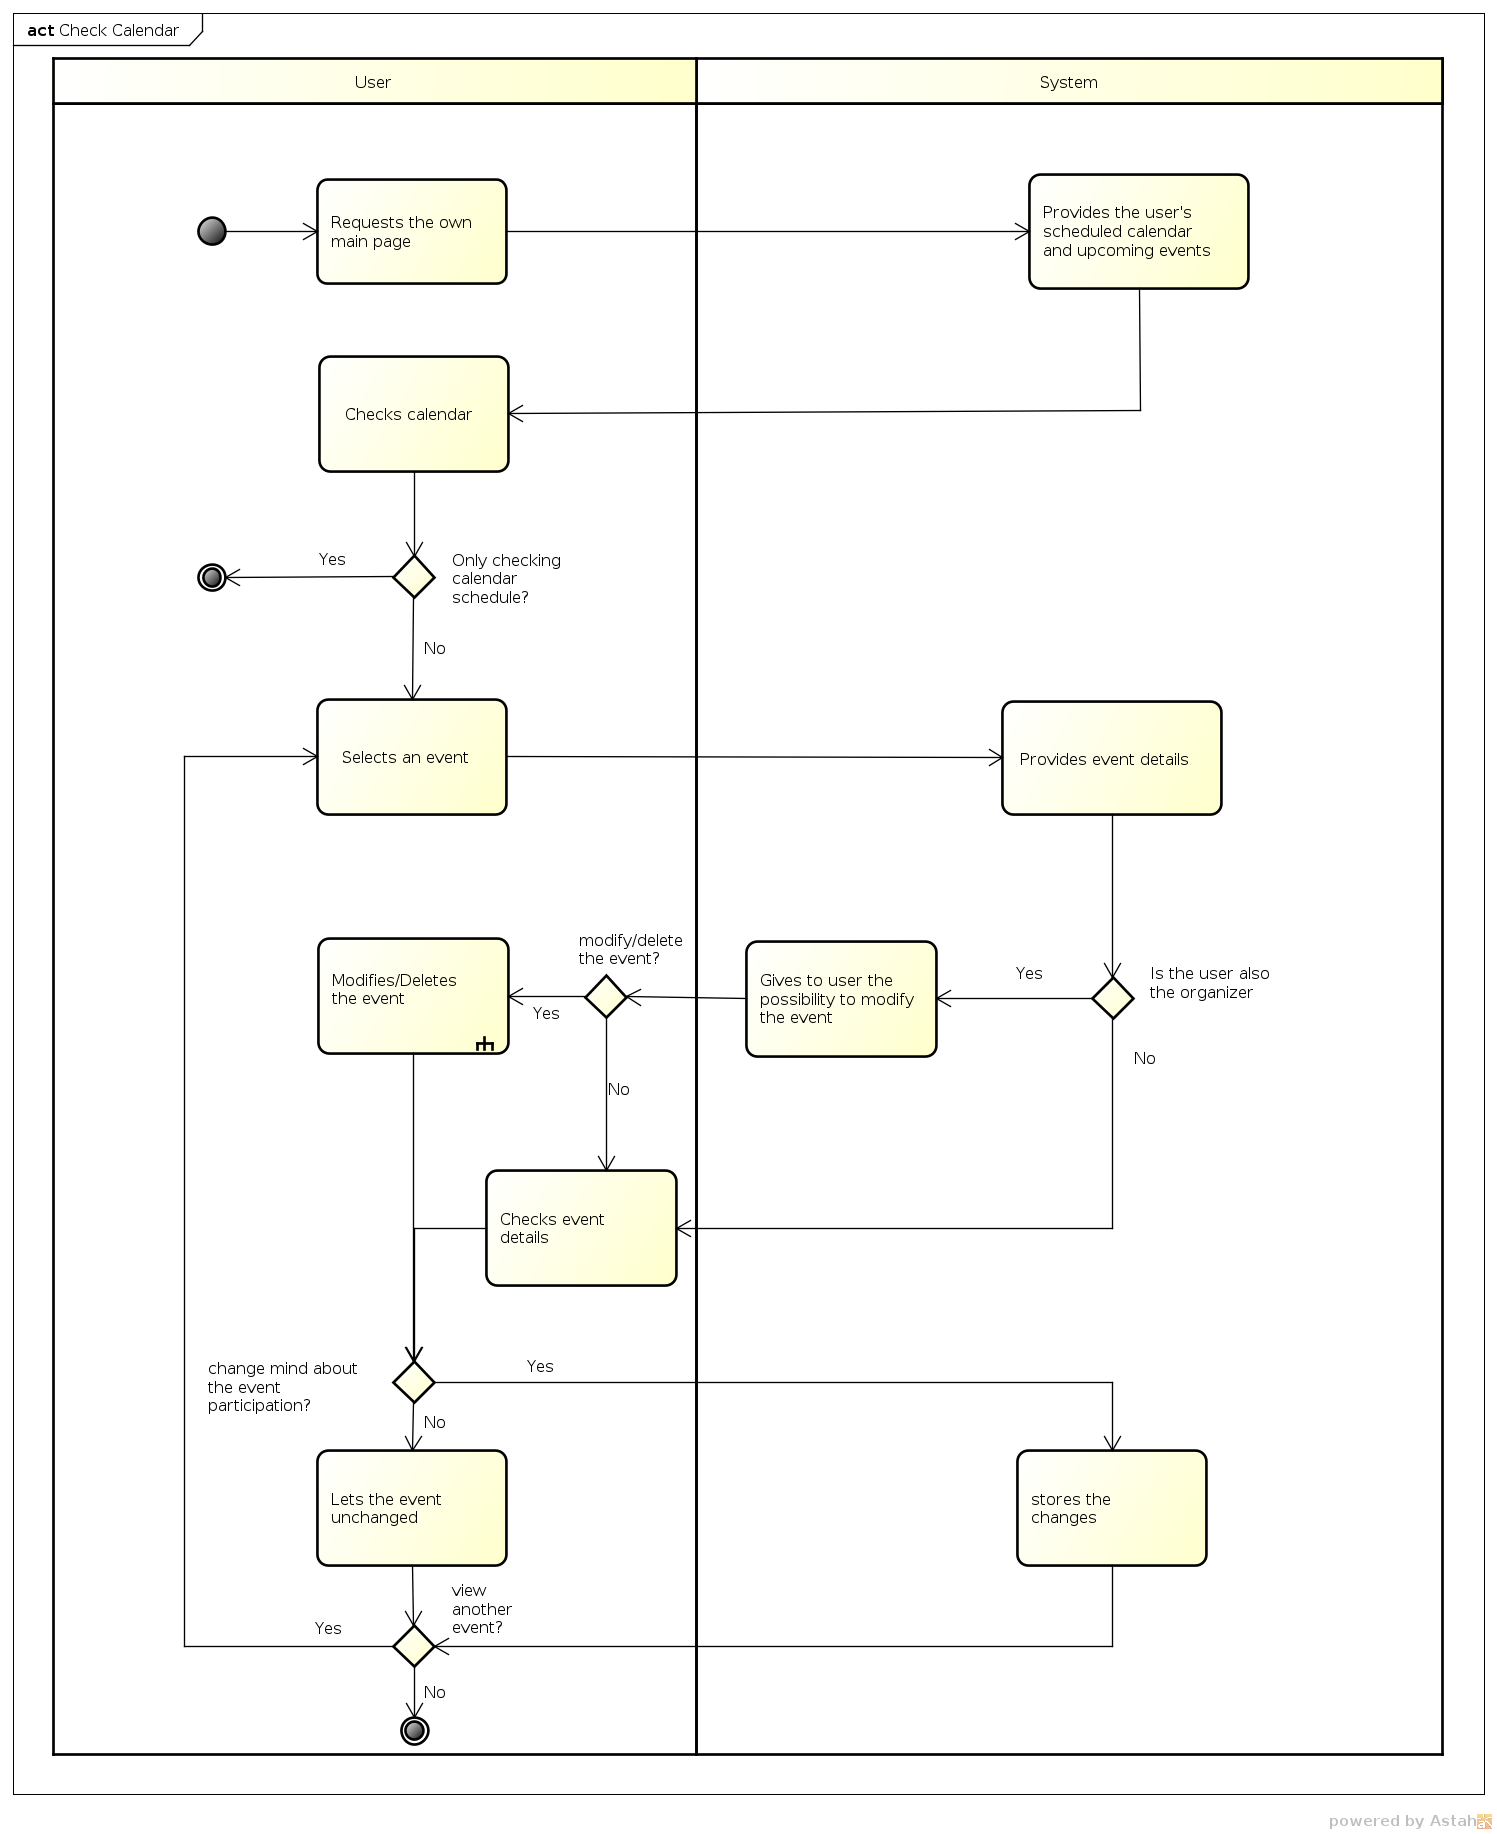 act Check Calendar
User
System
Requests the own
main page
Provides the user's
scheduled calendar
and upcoming events
Checks calendar
Yes
Only checking
calendar
schedule?
No
Selects an event
Provides event details
modify/delete
the event?
Modifies/Deletes
the event
Yes
Gives to user the
possibility to modify
the event
Yes
Is the user also
the organizer
No
No
Checks event
details
change mind about
the event
participation?
Yes
No
Lets the event
unchanged
stores the
changes
view
another
event?
Yes
No
powered by Astah